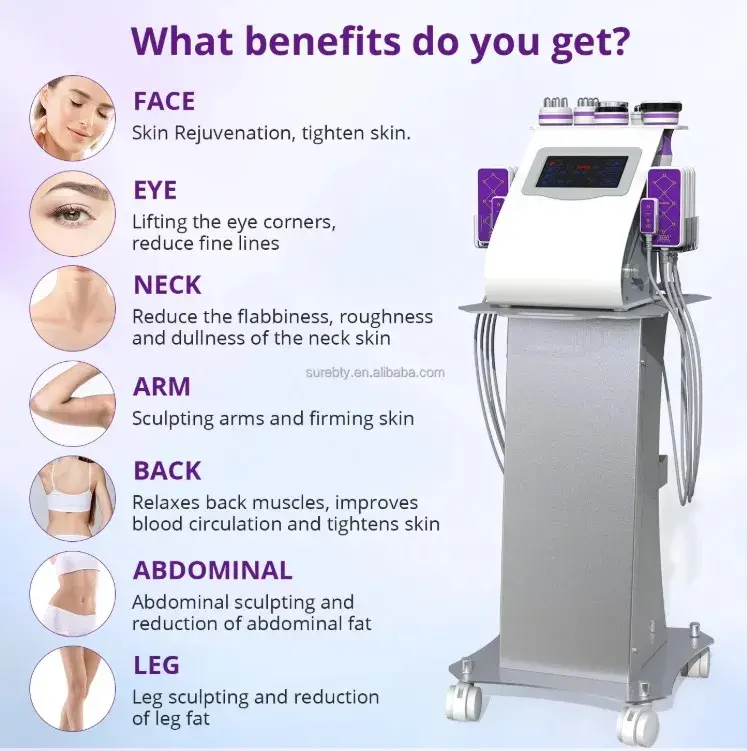 What benefits do you get?
FACE
Skin Rejuvenation, tighten skin.
EYE
Lifting the eye corners,
reduce fine lines
NECK
Reduce the flabbiness, roughness
and dullness of the neck skin
surebty.en.alibaba.com
ARM
Sculpting arms and firming skin
BACK
Relaxes back muscles, improves
blood circulation and tightens skin
ABDOMINAL
Abdominal sculpting and
reduction of abdominal fat
LEG
Leg sculpting and reduction
of leg fat